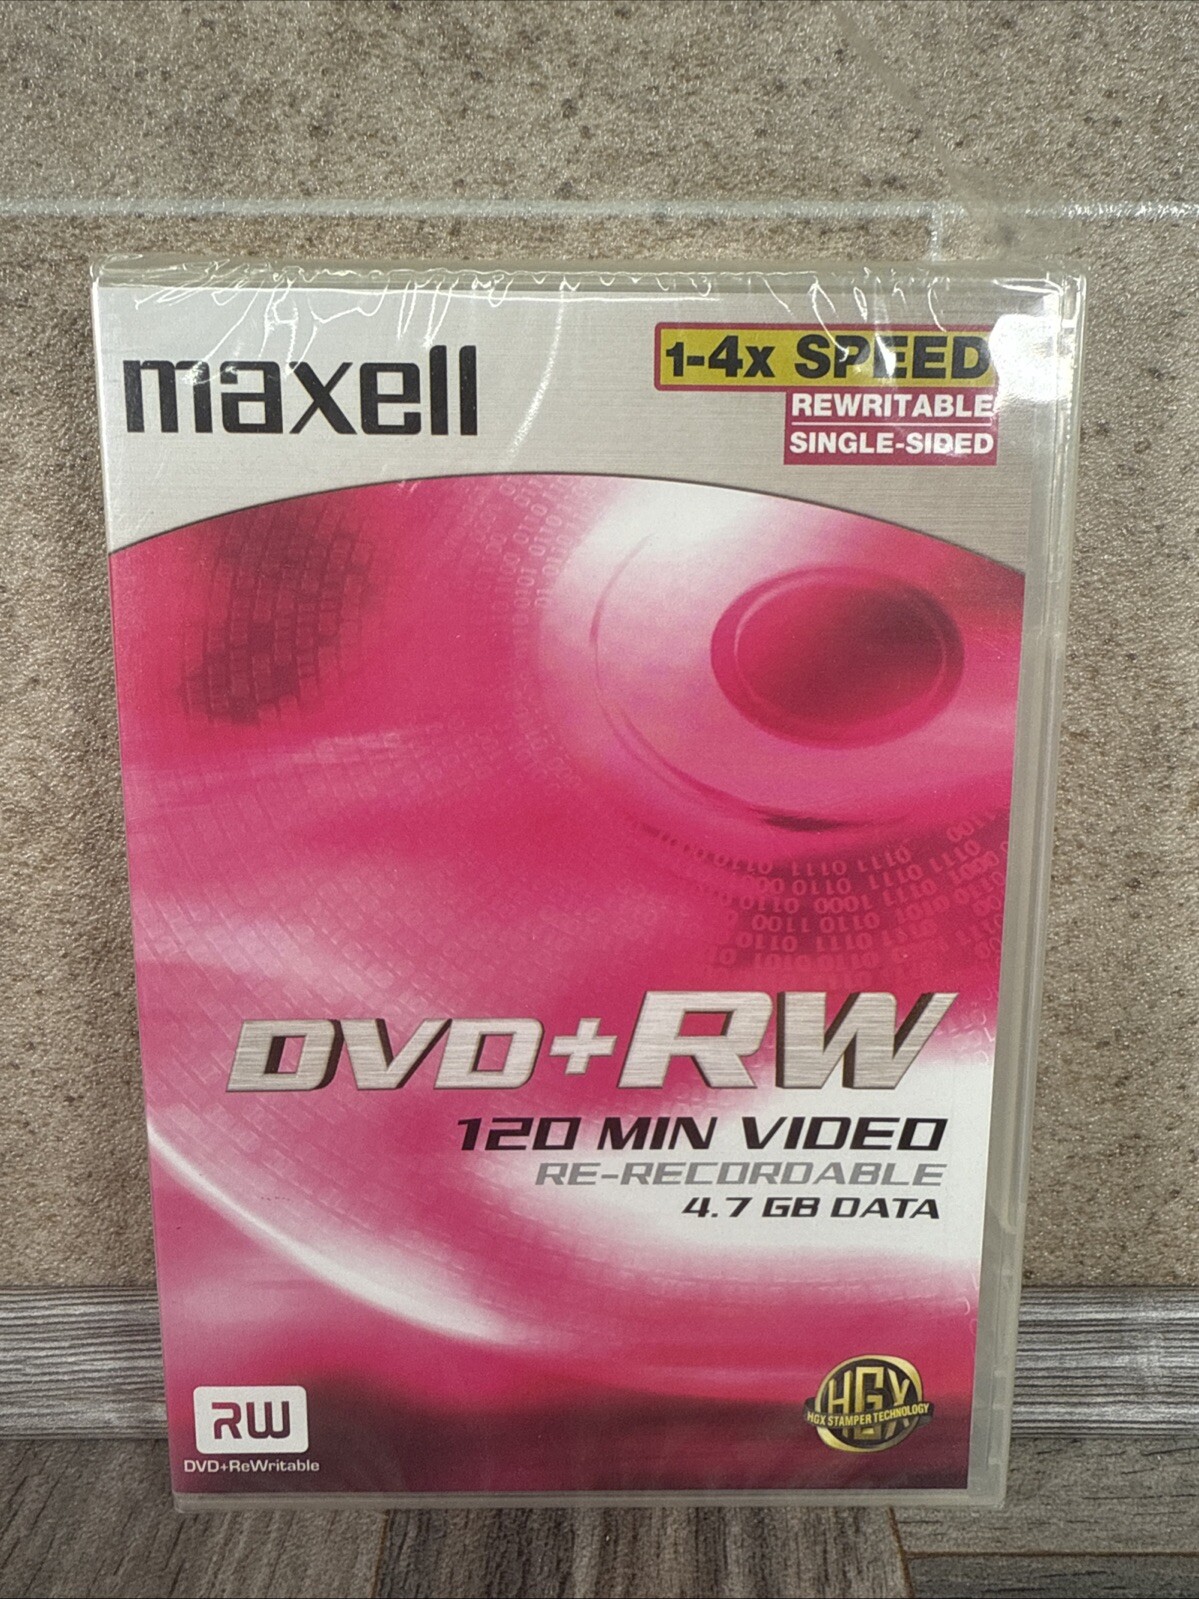 maxell
1-4x SPEED
REWRITABLE
SINGLE-SIDED
DVD+RW
120 MIN VIDEO
RE-RECORDABLE
4.7 GB DATA
RW
DVD+ReWritable
HGX
HGX STAMPER TECHNOLOGY